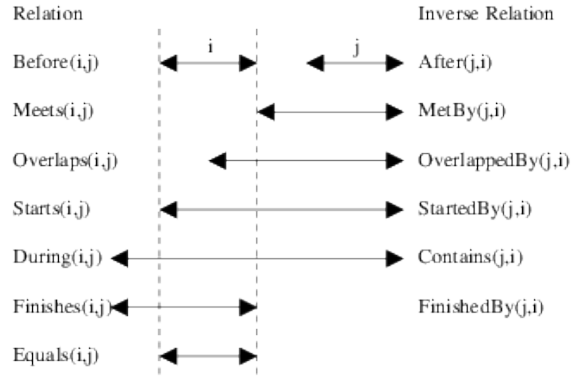 Relation Inverse Relation
Before(i,j) i j After(j,i)
Meets(i,j) MetBy(j,i)
Overlaps(i,j) OverlappedBy(j,i)
Starts(i,j) StartedBy(j,i)
During(i,j) Contains(j,i)
Finishes(i,j) FinishedBy(j,i)
Equals(i,j)